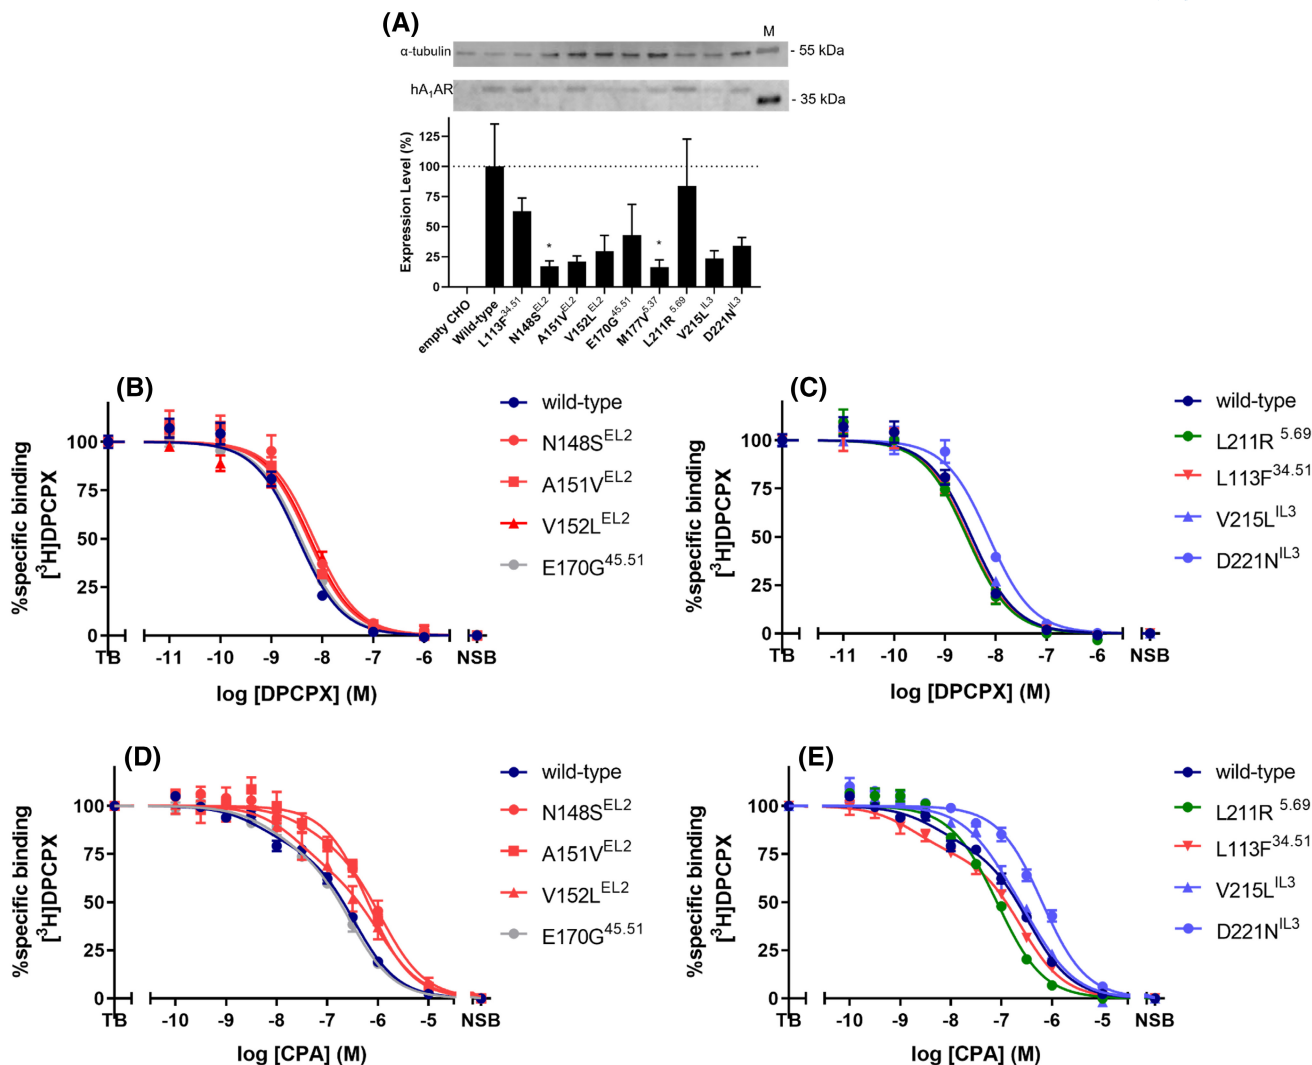 (A)
M
α-tubulin
- 55 kDa
hA1AR
- 35 kDa
Expression Level (%)
125
100
75
50
25
0
empty CHO
Wild-type
L113F34.51
N148SEL2
A151VEL2
V152LEL2
E170G45.51
M177V5.37
L211R5.69
V215LIL3
D221NIL3
*
*
(B)
%specific binding
[3H]DPCPX
100
75
50
25
0
TB
-11 -10 -9 -8 -7 -6
NSB
log [DPCPX] (M)
wild-type
N148SEL2
A151VEL2
V152LEL2
E170G45.51
(C)
%specific binding
[3H]DPCPX
100
75
50
25
0
TB
-11 -10 -9 -8 -7 -6
NSB
log [DPCPX] (M)
wild-type
L211R 5.69
L113F34.51
V215LIL3
D221NIL3
(D)
%specific binding
[3H]DPCPX
100
75
50
25
0
TB
-10 -9 -8 -7 -6 -5
NSB
log [CPA] (M)
wild-type
N148SEL2
A151VEL2
V152LEL2
E170G45.51
(E)
%specific binding
[3H]DPCPX
100
75
50
25
0
TB
-10 -9 -8 -7 -6 -5
NSB
log [CPA] (M)
wild-type
L211R 5.69
L113F34.51
V215LIL3
D221NIL3